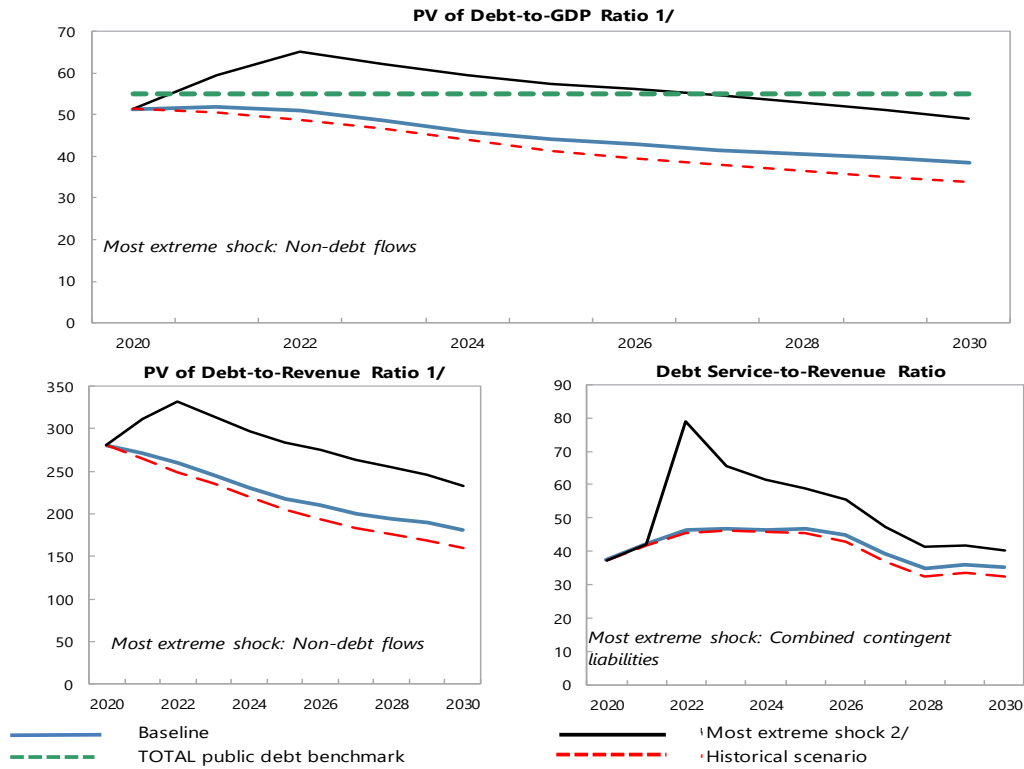 PV of Debt-to-GDP Ratio 1/
70
60
50
40
30
20
10
0
Most extreme shock: Non-debt flows
2020 2022 2024 2026 2028 2030
PV of Debt-to-Revenue Ratio 1/
350
300
250
200
150
100
50
0
Most extreme shock: Non-debt flows
2020 2022 2024 2026 2028 2030
Debt Service-to-Revenue Ratio
90
80
70
60
50
40
30
20
10
0
Most extreme shock: Combined contingent
liabilities
2020 2022 2024 2026 2028 2030
Baseline
Most extreme shock 2/
TOTAL public debt benchmark
Historical scenario